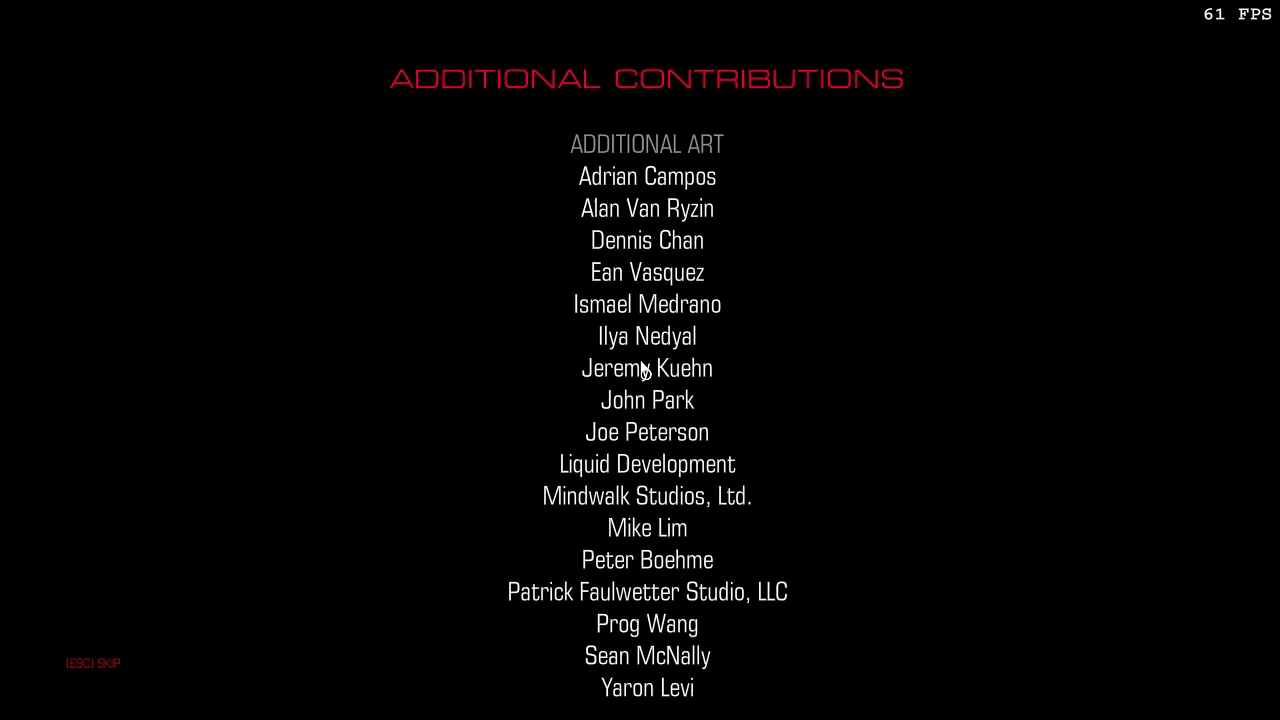 61 FPS
ADDITIONAL CONTRIBUTIONS
ADDITIONAL ART
Adrian Campos
Alan Van Ryzin
Dennis Chan
Ean Vasquez
Ismael Medrano
Ilya Nedyal
Jeremy Kuehn
John Park
Joe Peterson
Liquid Development
Mindwalk Studios, Ltd.
Mike Lim
Peter Boehme
Patrick Faulwetter Studio, LLC
Prog Wang
Sean McNally
Yaron Levi
[ESC] SKIP